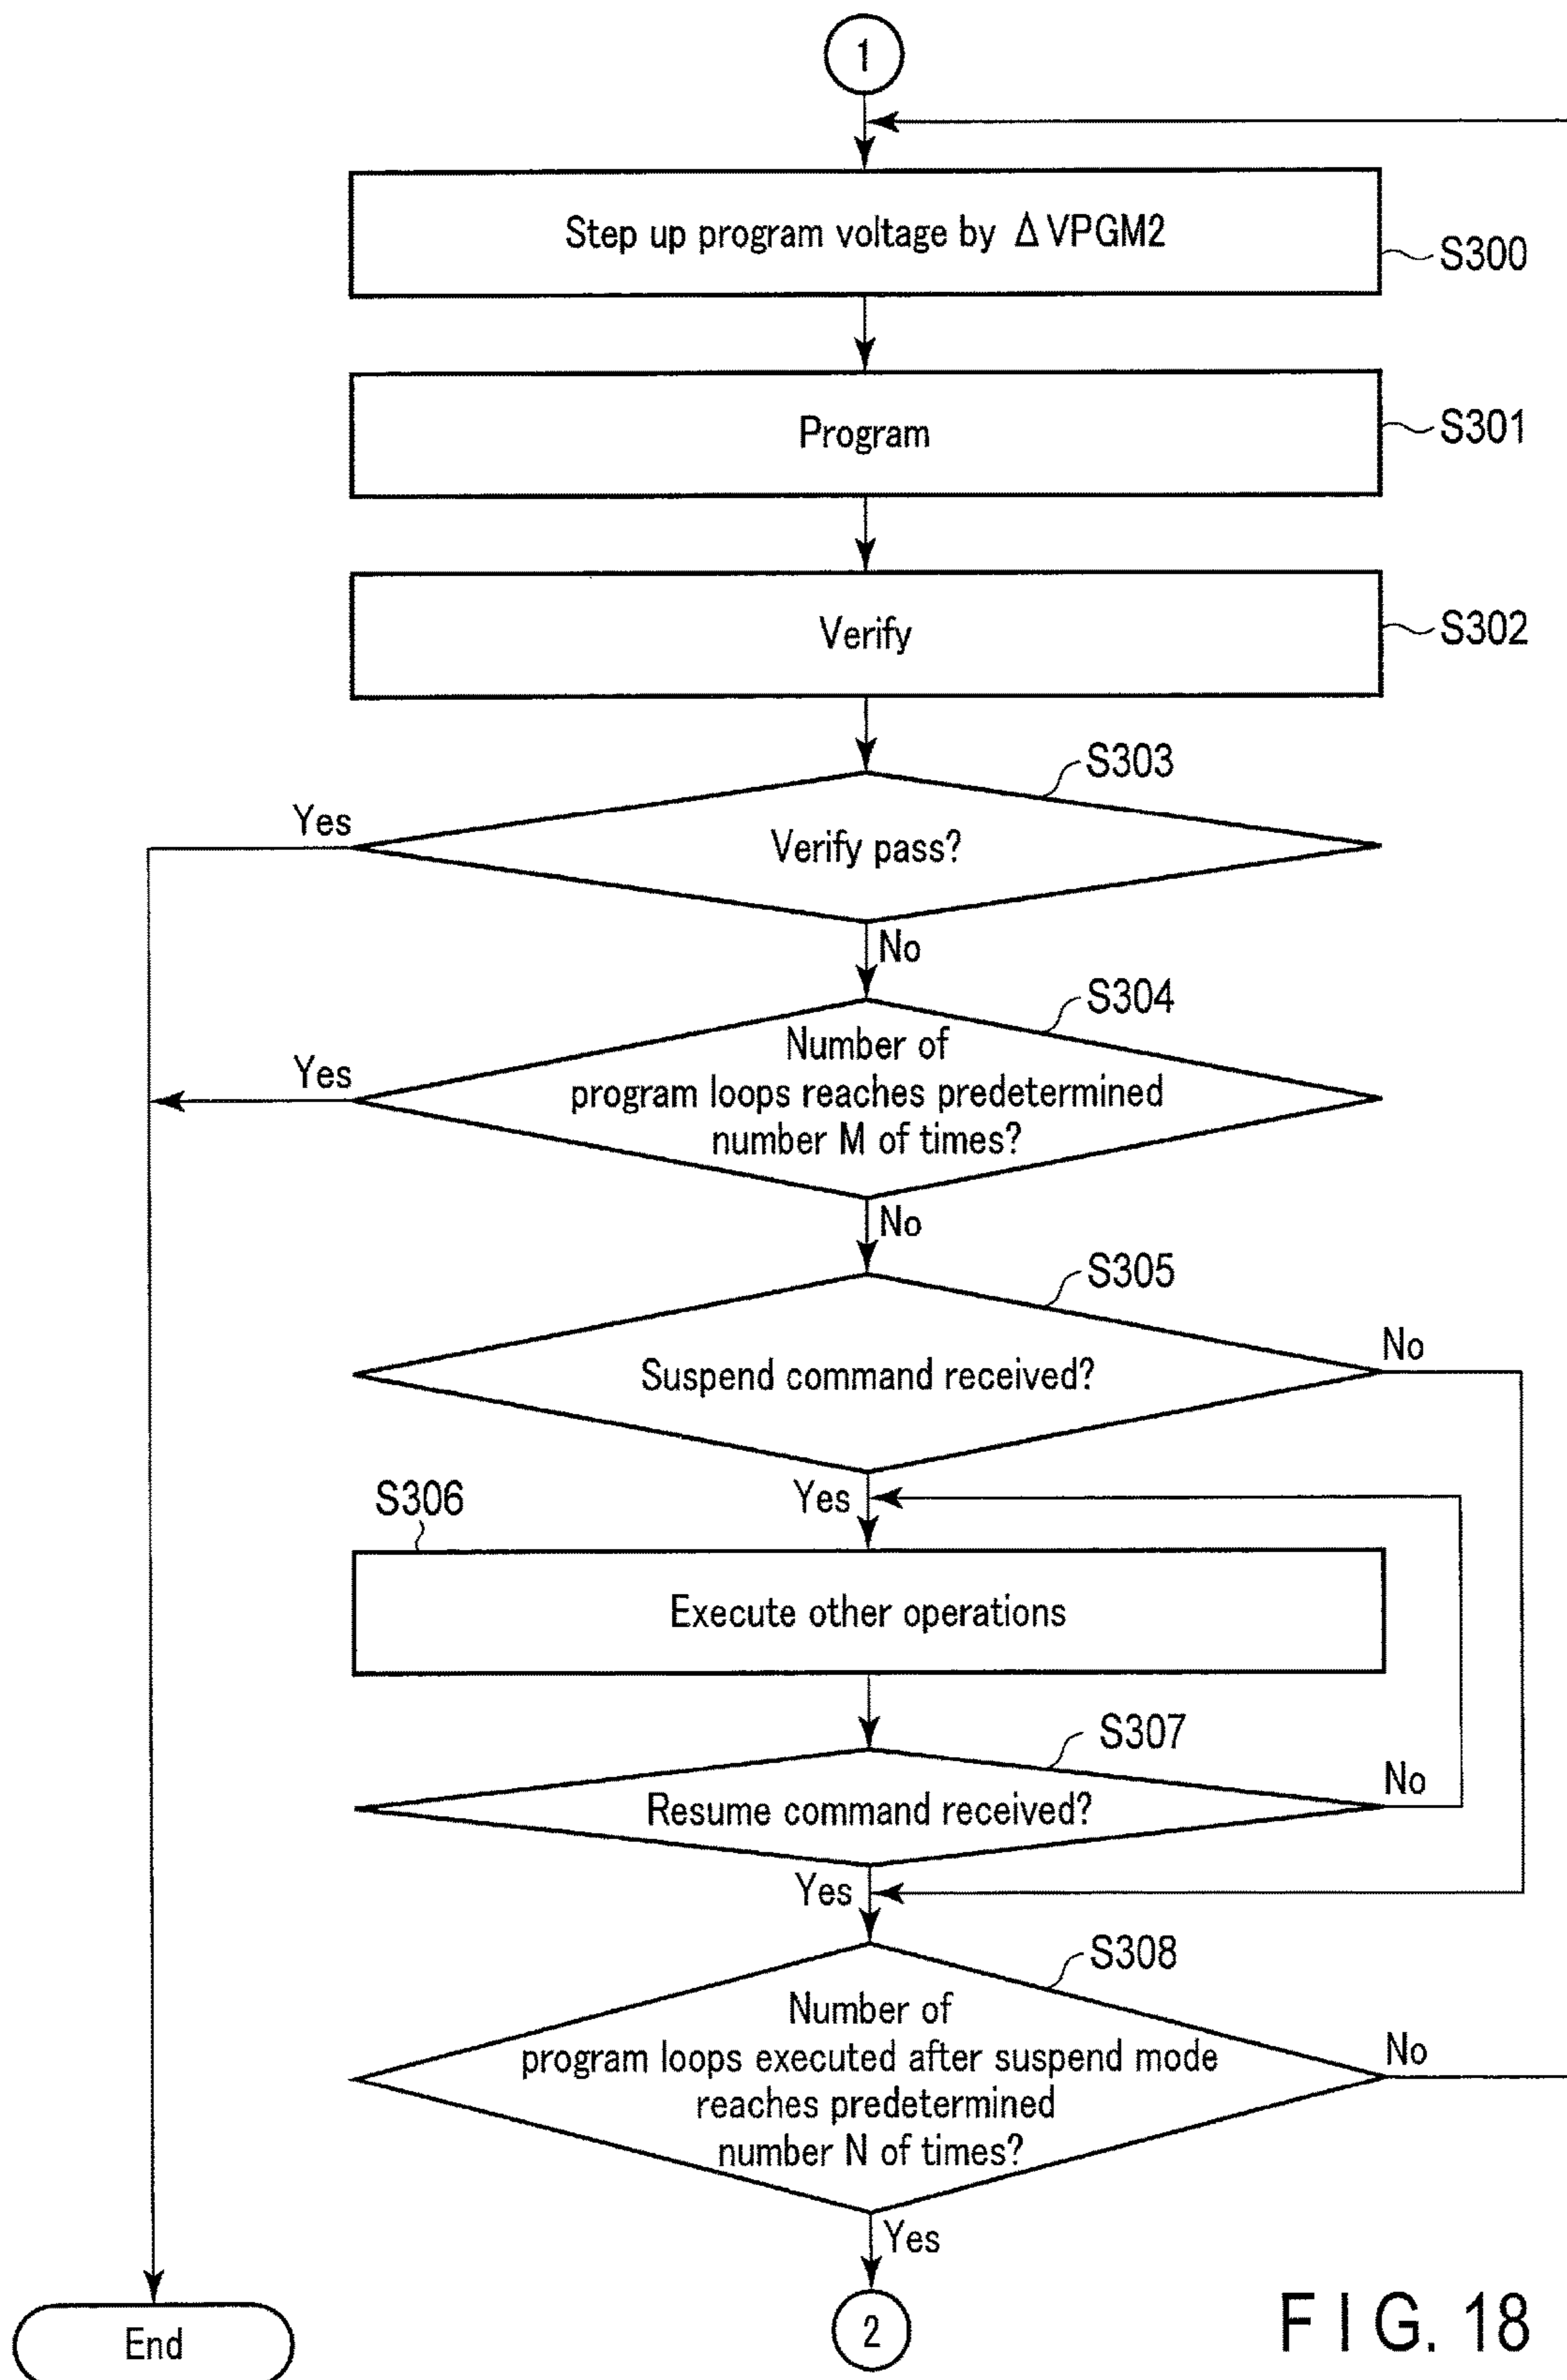 1
Step up program voltage by Δ VPGM2
S300
Program
S301
Verify
S302
S303
Yes
Verify pass?
No
S304
Yes
Number of
program loops reaches predetermined
number M of times?
No
S305
Suspend command received?
No
Yes
S306
Execute other operations
S307
Resume command received?
No
Yes
S308
Number of
program loops executed after suspend mode
reaches predetermined
number N of times?
No
Yes
End
2
FIG. 18